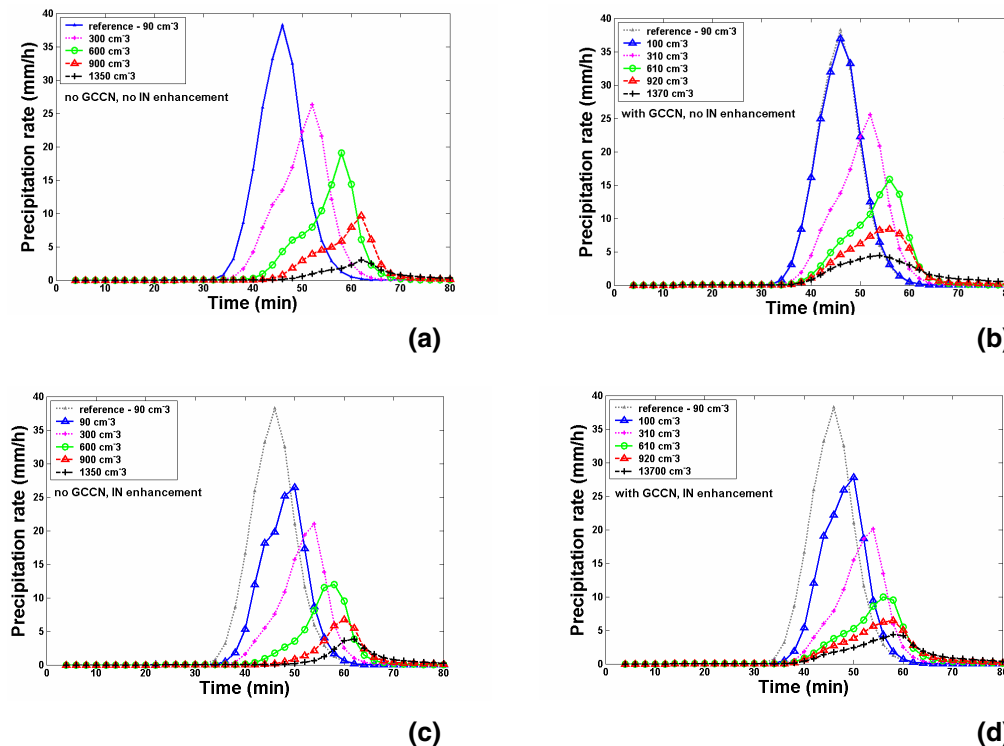 40
35
30
25
20
15
10
5
0
Precipitation rate (mm/h)
reference - 90 cm^-3
300 cm^-3
600 cm^-3
900 cm^-3
1350 cm^-3
no GCCN, no IN enhancement
0 10 20 30 40 50 60 70 80
Time (min)
(a)
40
35
30
25
20
15
10
5
0
Precipitation rate (mm/h)
reference - 90 cm^-3
100 cm^-3
310 cm^-3
610 cm^-3
920 cm^-3
1370 cm^-3
with GCCN, no IN enhancement
0 10 20 30 40 50 60 70 80
Time (min)
(b)
40
35
30
25
20
15
10
5
0
Precipitation rate (mm/h)
reference - 90 cm^-3
90 cm^-3
300 cm^-3
600 cm^-3
900 cm^-3
1350 cm^-3
no GCCN, IN enhancement
0 10 20 30 40 50 60 70 80
Time (min)
(c)
40
35
30
25
20
15
10
5
0
Precipitation rate (mm/h)
reference - 90 cm^-3
100 cm^-3
310 cm^-3
610 cm^-3
920 cm^-3
13700 cm^-3
with GCCN, IN enhancement
0 10 20 30 40 50 60 70 80
Time (min)
(d)